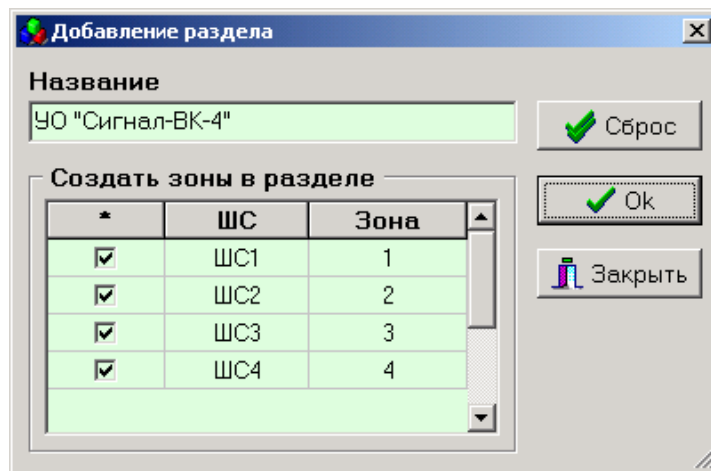 Добавление раздела
Название
УО "Сигнал-ВК-4"
Сброс
Создать зоны в разделе
Ok
* ШС Зона
ШС1 1
Закрыть
ШС2 2
ШС3 3
ШС4 4